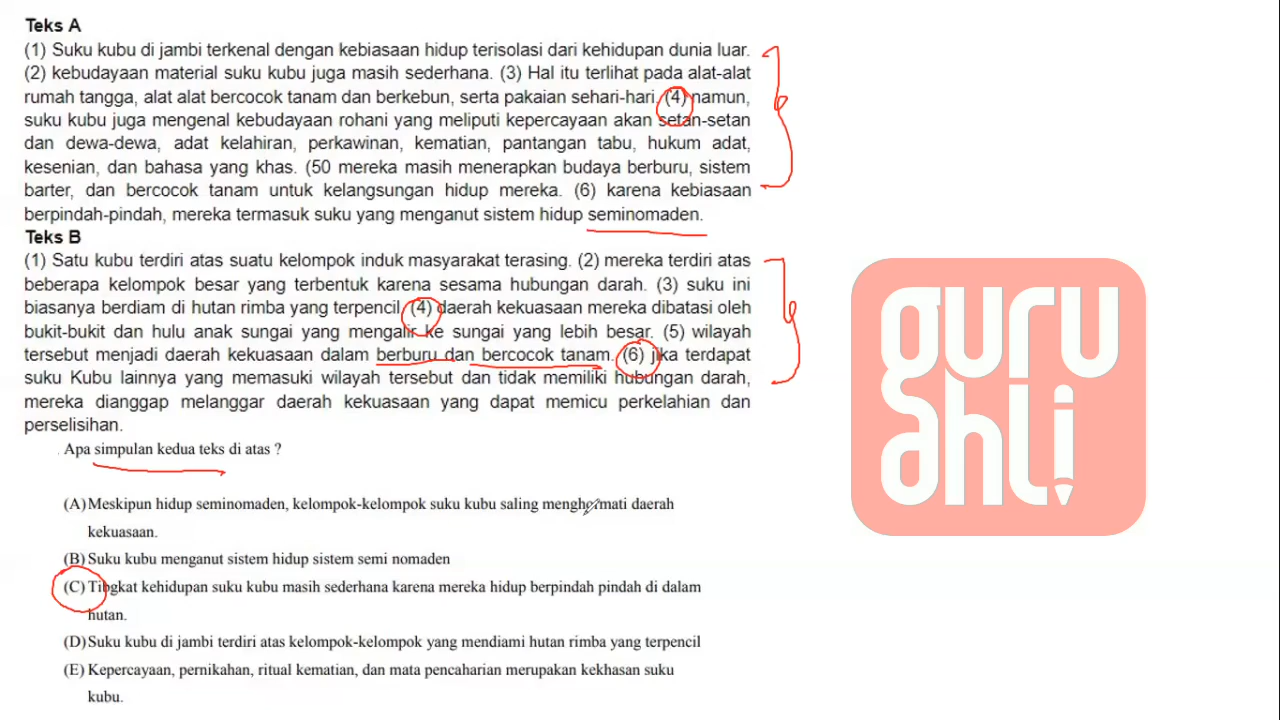 Teks A
(1) Suku kubu di jambi terkenal dengan kebiasaan hidup terisolasi dari kehidupan dunia luar.
(2) kebudayaan material suku kubu juga masih sederhana. (3) Hal itu terlihat pada alat-alat
rumah tangga, alat alat bercocok tanam dan berkebun, serta pakaian sehari-hari. (4) namun,
suku kubu juga mengenal kebudayaan rohani yang meliputi kepercayaan akan setan-setan
dan dewa-dewa, adat kelahiran, perkawinan, kematian, pantangan tabu, hukum adat,
kesenian, dan bahasa yang khas. (50 mereka masih menerapkan budaya berburu, sistem
barter, dan bercocok tanam untuk kelangsungan hidup mereka. (6) karena kebiasaan
berpindah-pindah, mereka termasuk suku yang menganut sistem hidup seminomaden.
Teks B
(1) Satu kubu terdiri atas suatu kelompok induk masyarakat terasing. (2) mereka terdiri atas
beberapa kelompok besar yang terbentuk karena sesama hubungan darah. (3) suku ini
biasanya berdiam di hutan rimba yang terpencil. (4) daerah kekuasaan mereka dibatasi oleh
bukit-bukit dan hulu anak sungai yang mengalir ke sungai yang lebih besar. (5) wilayah
tersebut menjadi daerah kekuasaan dalam berburu dan bercocok tanam. (6) jika terdapat
suku Kubu lainnya yang memasuki wilayah tersebut dan tidak memiliki hubungan darah,
mereka dianggap melanggar daerah kekuasaan yang dapat memicu perkelahian dan
perselisihan.
Apa simpulan kedua teks di atas ?
(A) Meskipun hidup seminomaden, kelompok-kelompok suku kubu saling menghormati daerah
kekuasaan.
(B) Suku kubu menganut sistem hidup sistem semi nomaden
(C) Tingkat kehidupan suku kubu masih sederhana karena mereka hidup berpindah pindah di dalam
hutan.
(D) Suku kubu di jambi terdiri atas kelompok-kelompok yang mendiami hutan rimba yang terpencil
(E) Kepercayaan, pernikahan, ritual kematian, dan mata pencaharian merupakan kekhasan suku
kubu.
guru
ahli